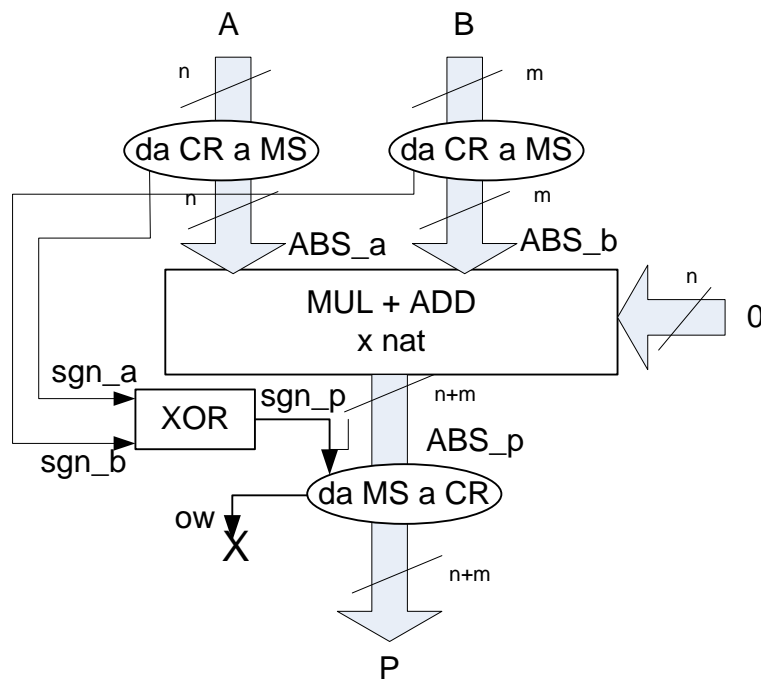 A
B
n
m
da CR a MS
da CR a MS
n
m
ABS_a
ABS_b
n
MUL + ADD
x nat
0
sgn_a
sgn_p
n+m
XOR
ABS_p
sgn_b
da MS a CR
ow
X
n+m
P